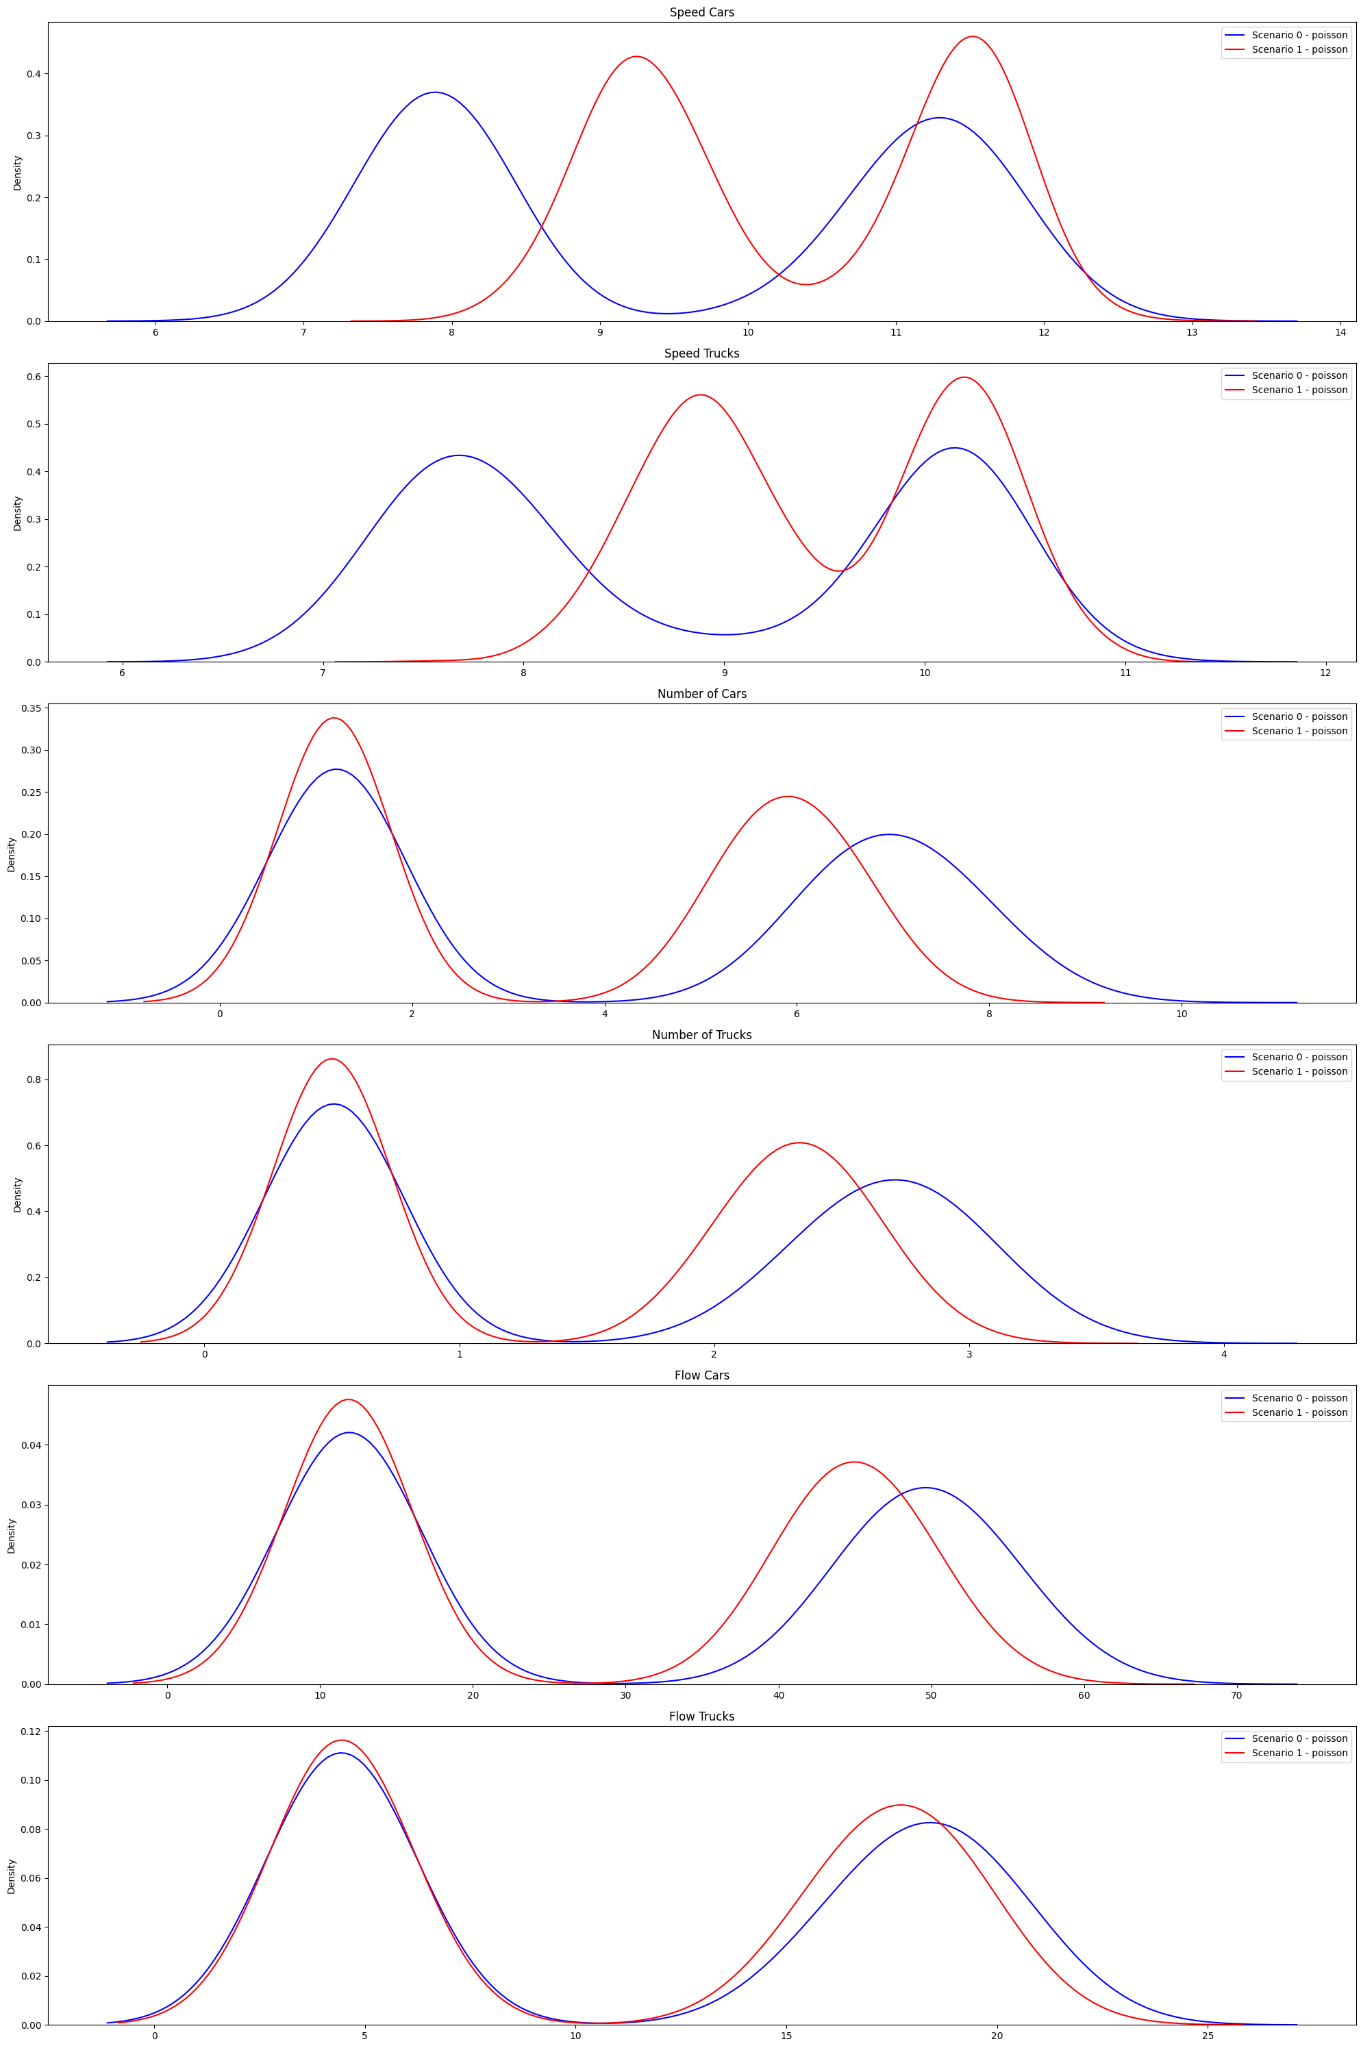 Speed Cars
Scenario 0 - poisson
Scenario 1 - poisson
Density
0.4
0.3
0.2
0.1
0.0
6 7 8 9 10 11 12 13 14
Speed Trucks
Scenario 0 - poisson
Scenario 1 - poisson
Density
0.6
0.5
0.4
0.3
0.2
0.1
0.0
6 7 8 9 10 11 12
Number of Cars
Scenario 0 - poisson
Scenario 1 - poisson
Density
0.35
0.30
0.25
0.20
0.15
0.10
0.05
0.00
0 2 4 6 8 10
Number of Trucks
Scenario 0 - poisson
Scenario 1 - poisson
Density
0.8
0.6
0.4
0.2
0.0
0 1 2 3 4
Flow Cars
Scenario 0 - poisson
Scenario 1 - poisson
Density
0.04
0.03
0.02
0.01
0.00
0 10 20 30 40 50 60 70
Flow Trucks
Scenario 0 - poisson
Scenario 1 - poisson
Density
0.12
0.10
0.08
0.06
0.04
0.02
0.00
0 5 10 15 20 25